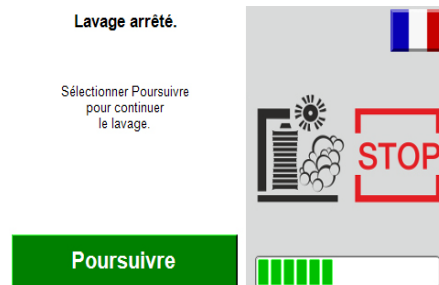 Lavage arrêté.
Sélectionner Poursuivre
pour continuer
le lavage.
STOP
Poursuivre